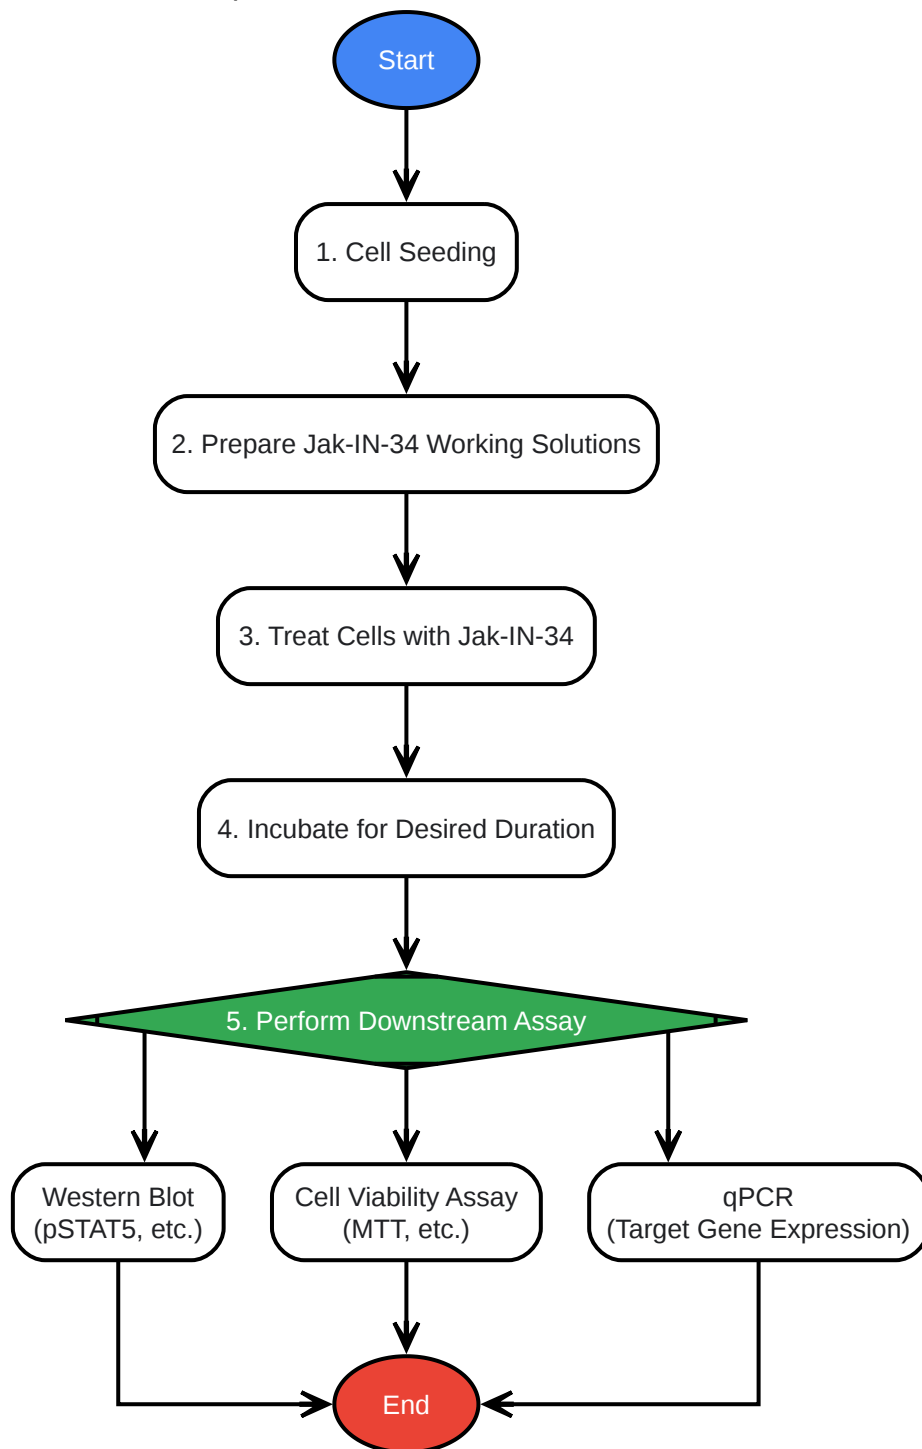 Start
1. Cell Seeding
2. Prepare Jak-IN-34 Working Solutions
3. Treat Cells with Jak-IN-34
4. Incubate for Desired Duration
5. Perform Downstream Assay
Western Blot
(pSTAT5, etc.)
Cell Viability Assay
(MTT, etc.)
qPCR
(Target Gene Expression)
End